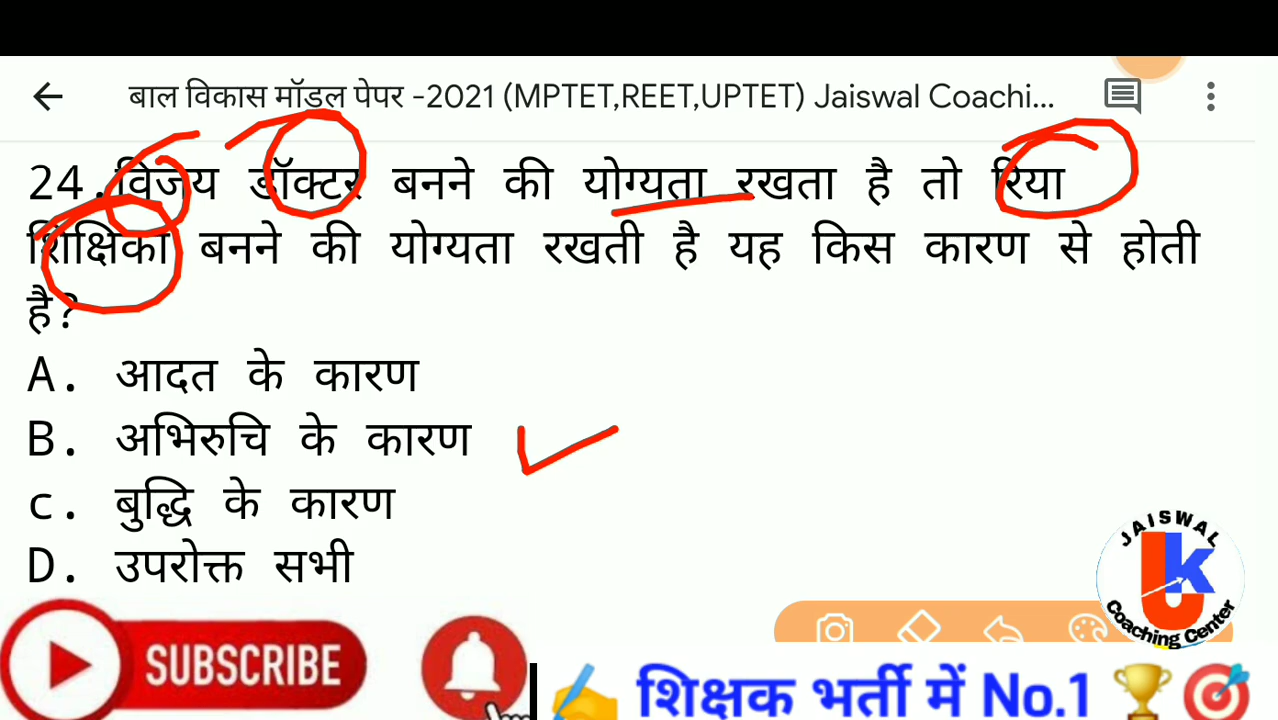 बाल विकास मॉडल पेपर -2021 (MPTET,REET,UPTET) Jaiswal Coachi...
24.विजय डॉक्टर बनने की योग्यता रखता है तो रिया
शिक्षिका बनने की योग्यता रखती है यह किस कारण से होती
है?
A. आदत के कारण
B. अभिरुचि के कारण
c. बुद्धि के कारण
D. उपरोक्त सभी
JAISWAL
JK
Coaching Center
SUBSCRIBE
शिक्षक भर्ती में No.1